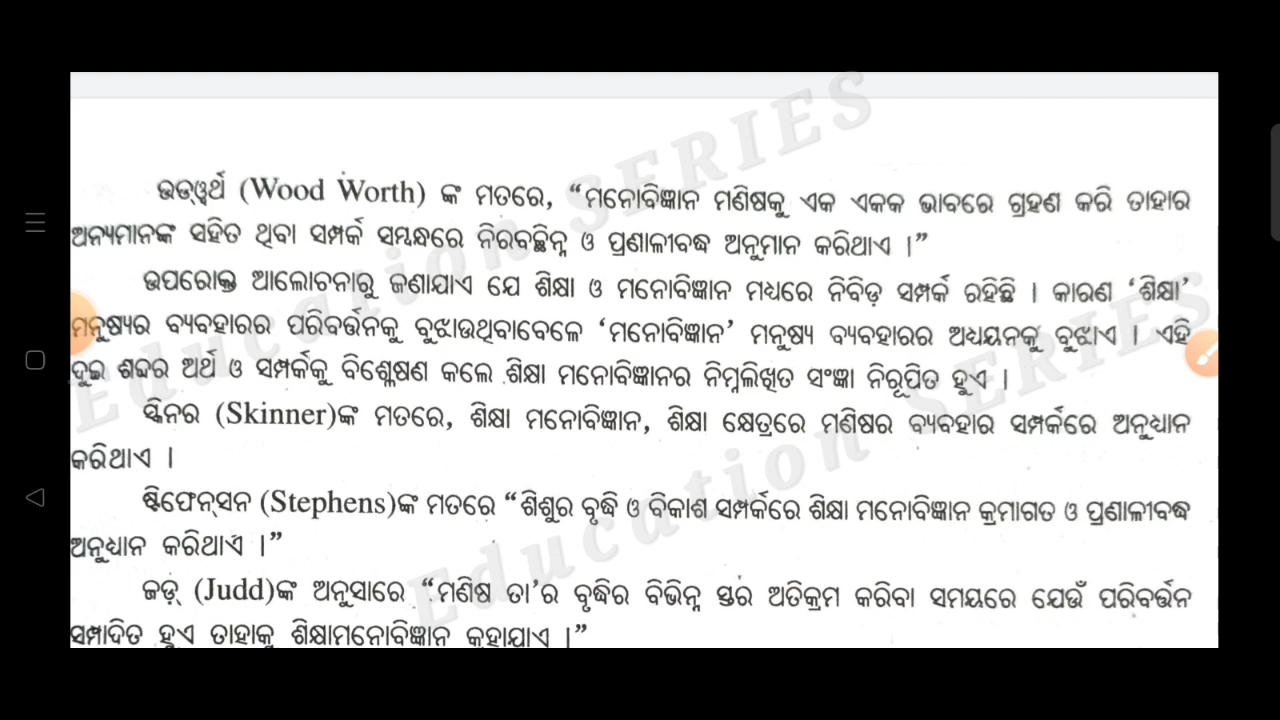 ଉଡ୍‌ୱର୍ଥ (Wood Worth) ଙ୍କ ମତରେ, “ମନୋବିଜ୍ଞାନ ମଣିଷକୁ ଏକ ଏକକ ଭାବରେ ଗ୍ରହଣ କରି ତାହାର
ଅନ୍ୟମାନଙ୍କ ସହିତ ଥିବା ସମ୍ପର୍କ ସମ୍ବନ୍ଧରେ ନିରବଚ୍ଛିନ୍ନ ଓ ପ୍ରଣାଳୀବଦ୍ଧ ଅନୁମାନ କରିଥାଏ ।”
ଉପରୋକ୍ତ ଆଲୋଚନାରୁ ଜଣାଯାଏ ଯେ ଶିକ୍ଷା ଓ ମନୋବିଜ୍ଞାନ ମଧ୍ୟରେ ନିବିଡ଼ ସମ୍ପର୍କ ରହିଛି । କାରଣ ‘ଶିକ୍ଷା’
ମନୁଷ୍ୟର ବ୍ୟବହାରର ପରିବର୍ତ୍ତନକୁ ବୁଝାଉଥିବାବେଳେ ‘ମନୋବିଜ୍ଞାନ’ ମନୁଷ୍ୟ ବ୍ୟବହାରର ଅଧ୍ୟୟନକୁ ବୁଝାଏ । ଏହି
ଦୁଇ ଶବ୍ଦର ଅର୍ଥ ଓ ସମ୍ପର୍କକୁ ବିଶ୍ଳେଷଣ କଲେ ଶିକ୍ଷା ମନୋବିଜ୍ଞାନର ନିମ୍ନଲିଖିତ ସଂଜ୍ଞା ନିରୂପିତ ହୁଏ ।
ସ୍କିନର (Skinner)ଙ୍କ ମତରେ, ଶିକ୍ଷା ମନୋବିଜ୍ଞାନ, ଶିକ୍ଷା କ୍ଷେତ୍ରରେ ମଣିଷର ବ୍ୟବହାର ସମ୍ପର୍କରେ ଅନୁଧ୍ୟାନ
କରିଥାଏ ।
ଷ୍ଟିଫେନ୍‌ସନ (Stephens)ଙ୍କ ମତରେ “ଶିଶୁର ବୃଦ୍ଧି ଓ ବିକାଶ ସମ୍ପର୍କରେ ଶିକ୍ଷା ମନୋବିଜ୍ଞାନ କ୍ରମାଗତ ଓ ପ୍ରଣାଳୀବଦ୍ଧ
ଅନୁଧ୍ୟାନ କରିଥାଏ ।”
ଜଡ଼୍ (Judd)ଙ୍କ ଅନୁସାରେ “ମଣିଷ ତା’ର ବୃଦ୍ଧିର ବିଭିନ୍ନ ସ୍ତର ଅତିକ୍ରମ କରିବା ସମୟରେ ଯେଉଁ ପରିବର୍ତ୍ତନ
ସମ୍ପାଦିତ ହୁଏ ତାହାକୁ ଶିକ୍ଷାମନୋବିଜ୍ଞାନ କୁହାଯାଏ ।”
Education SERIES
Education SERIES